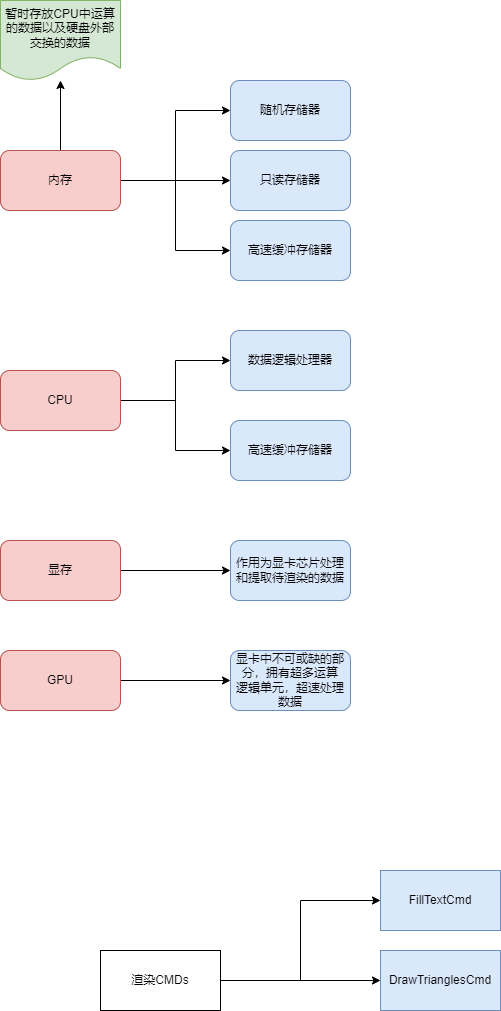 暂时存放CPU中运算
的数据以及硬盘外部
交换的数据
随机存储器
内存
只读存储器
高速缓冲存储器
数据逻辑处理器
CPU
高速缓冲存储器
显存
作用为显卡芯片处理
和提取待渲染的数据
GPU
显卡中不可或缺的部
分，拥有超多运算
逻辑单元，超速处理
数据
FillTextCmd
渲染CMDs
DrawTrianglesCmd